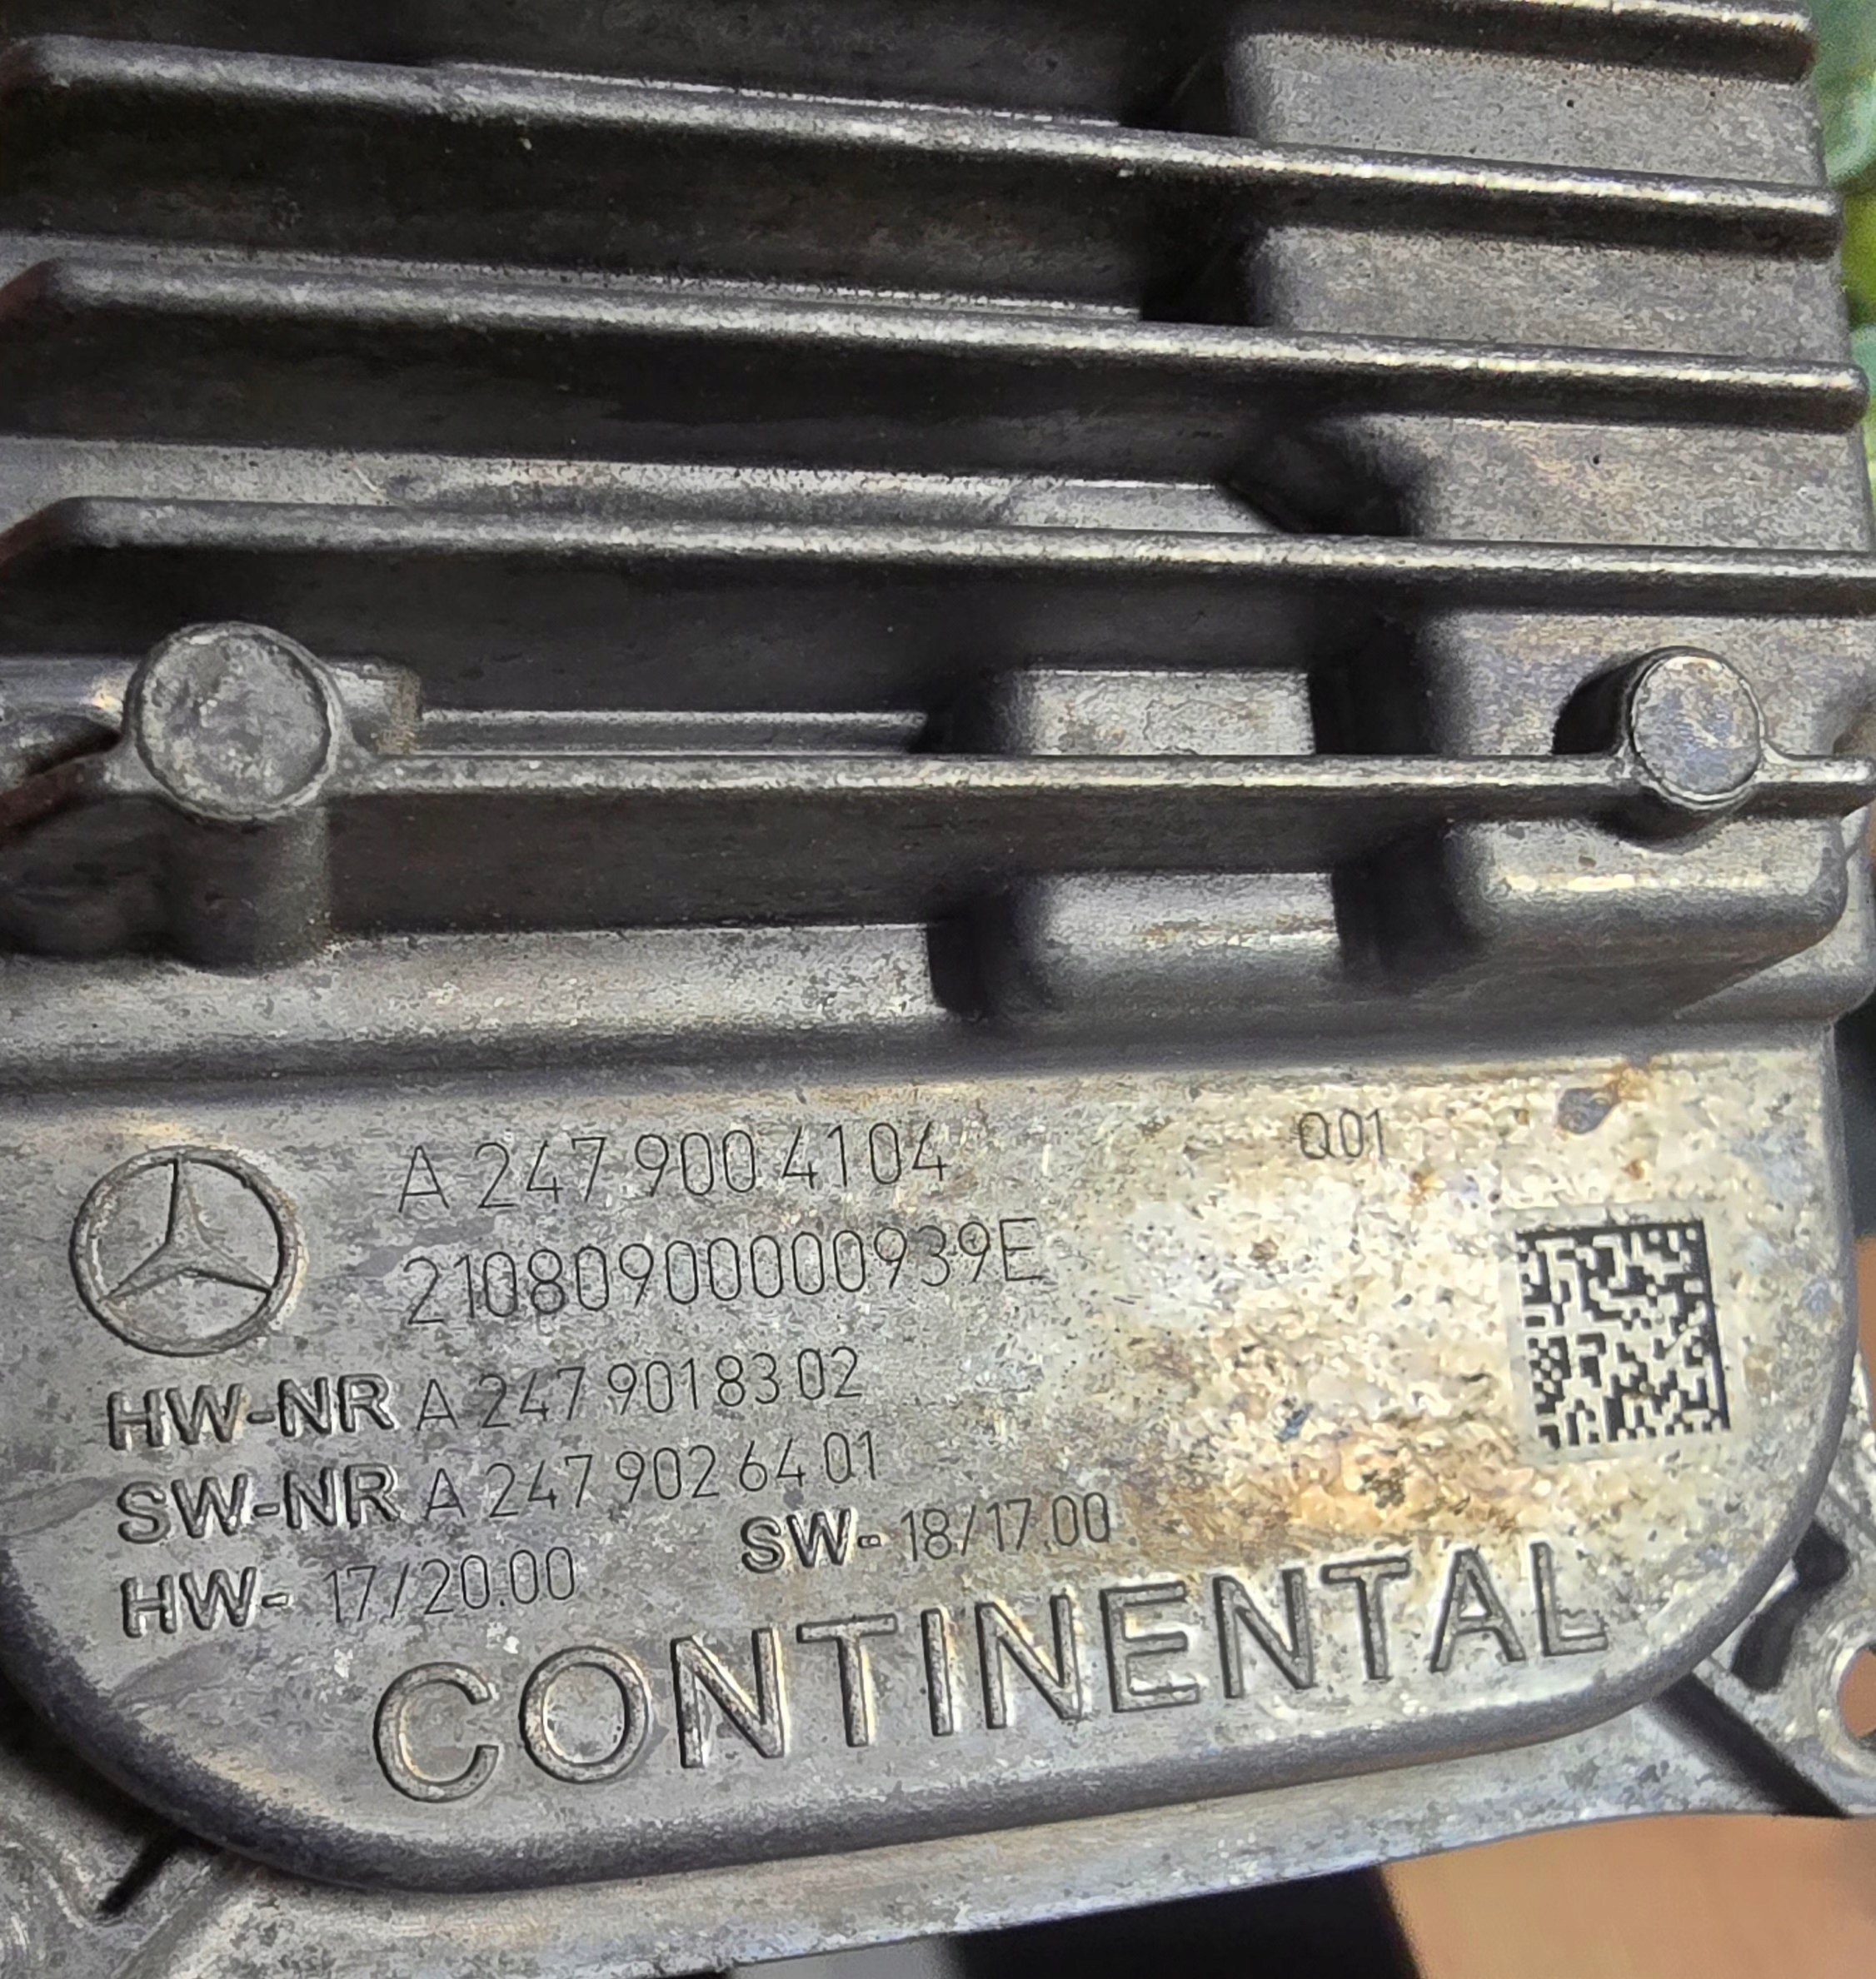 A 247 900 4104
Q01
21080900000939E
HW-NR A 247 901 83 02
SW-NR A 247 902 64 01
HW- 17/20.00
SW- 18/17.00
CONTINENTAL